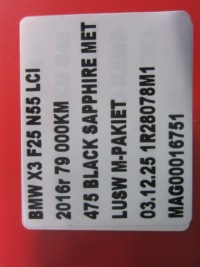 BMW X3 F25 N55 LCI
2016r 79 000KM
475 BLACK SAPPHIRE MET
LUSW M-PAKIET
03.12.25 1R28078M1
MAG00016751